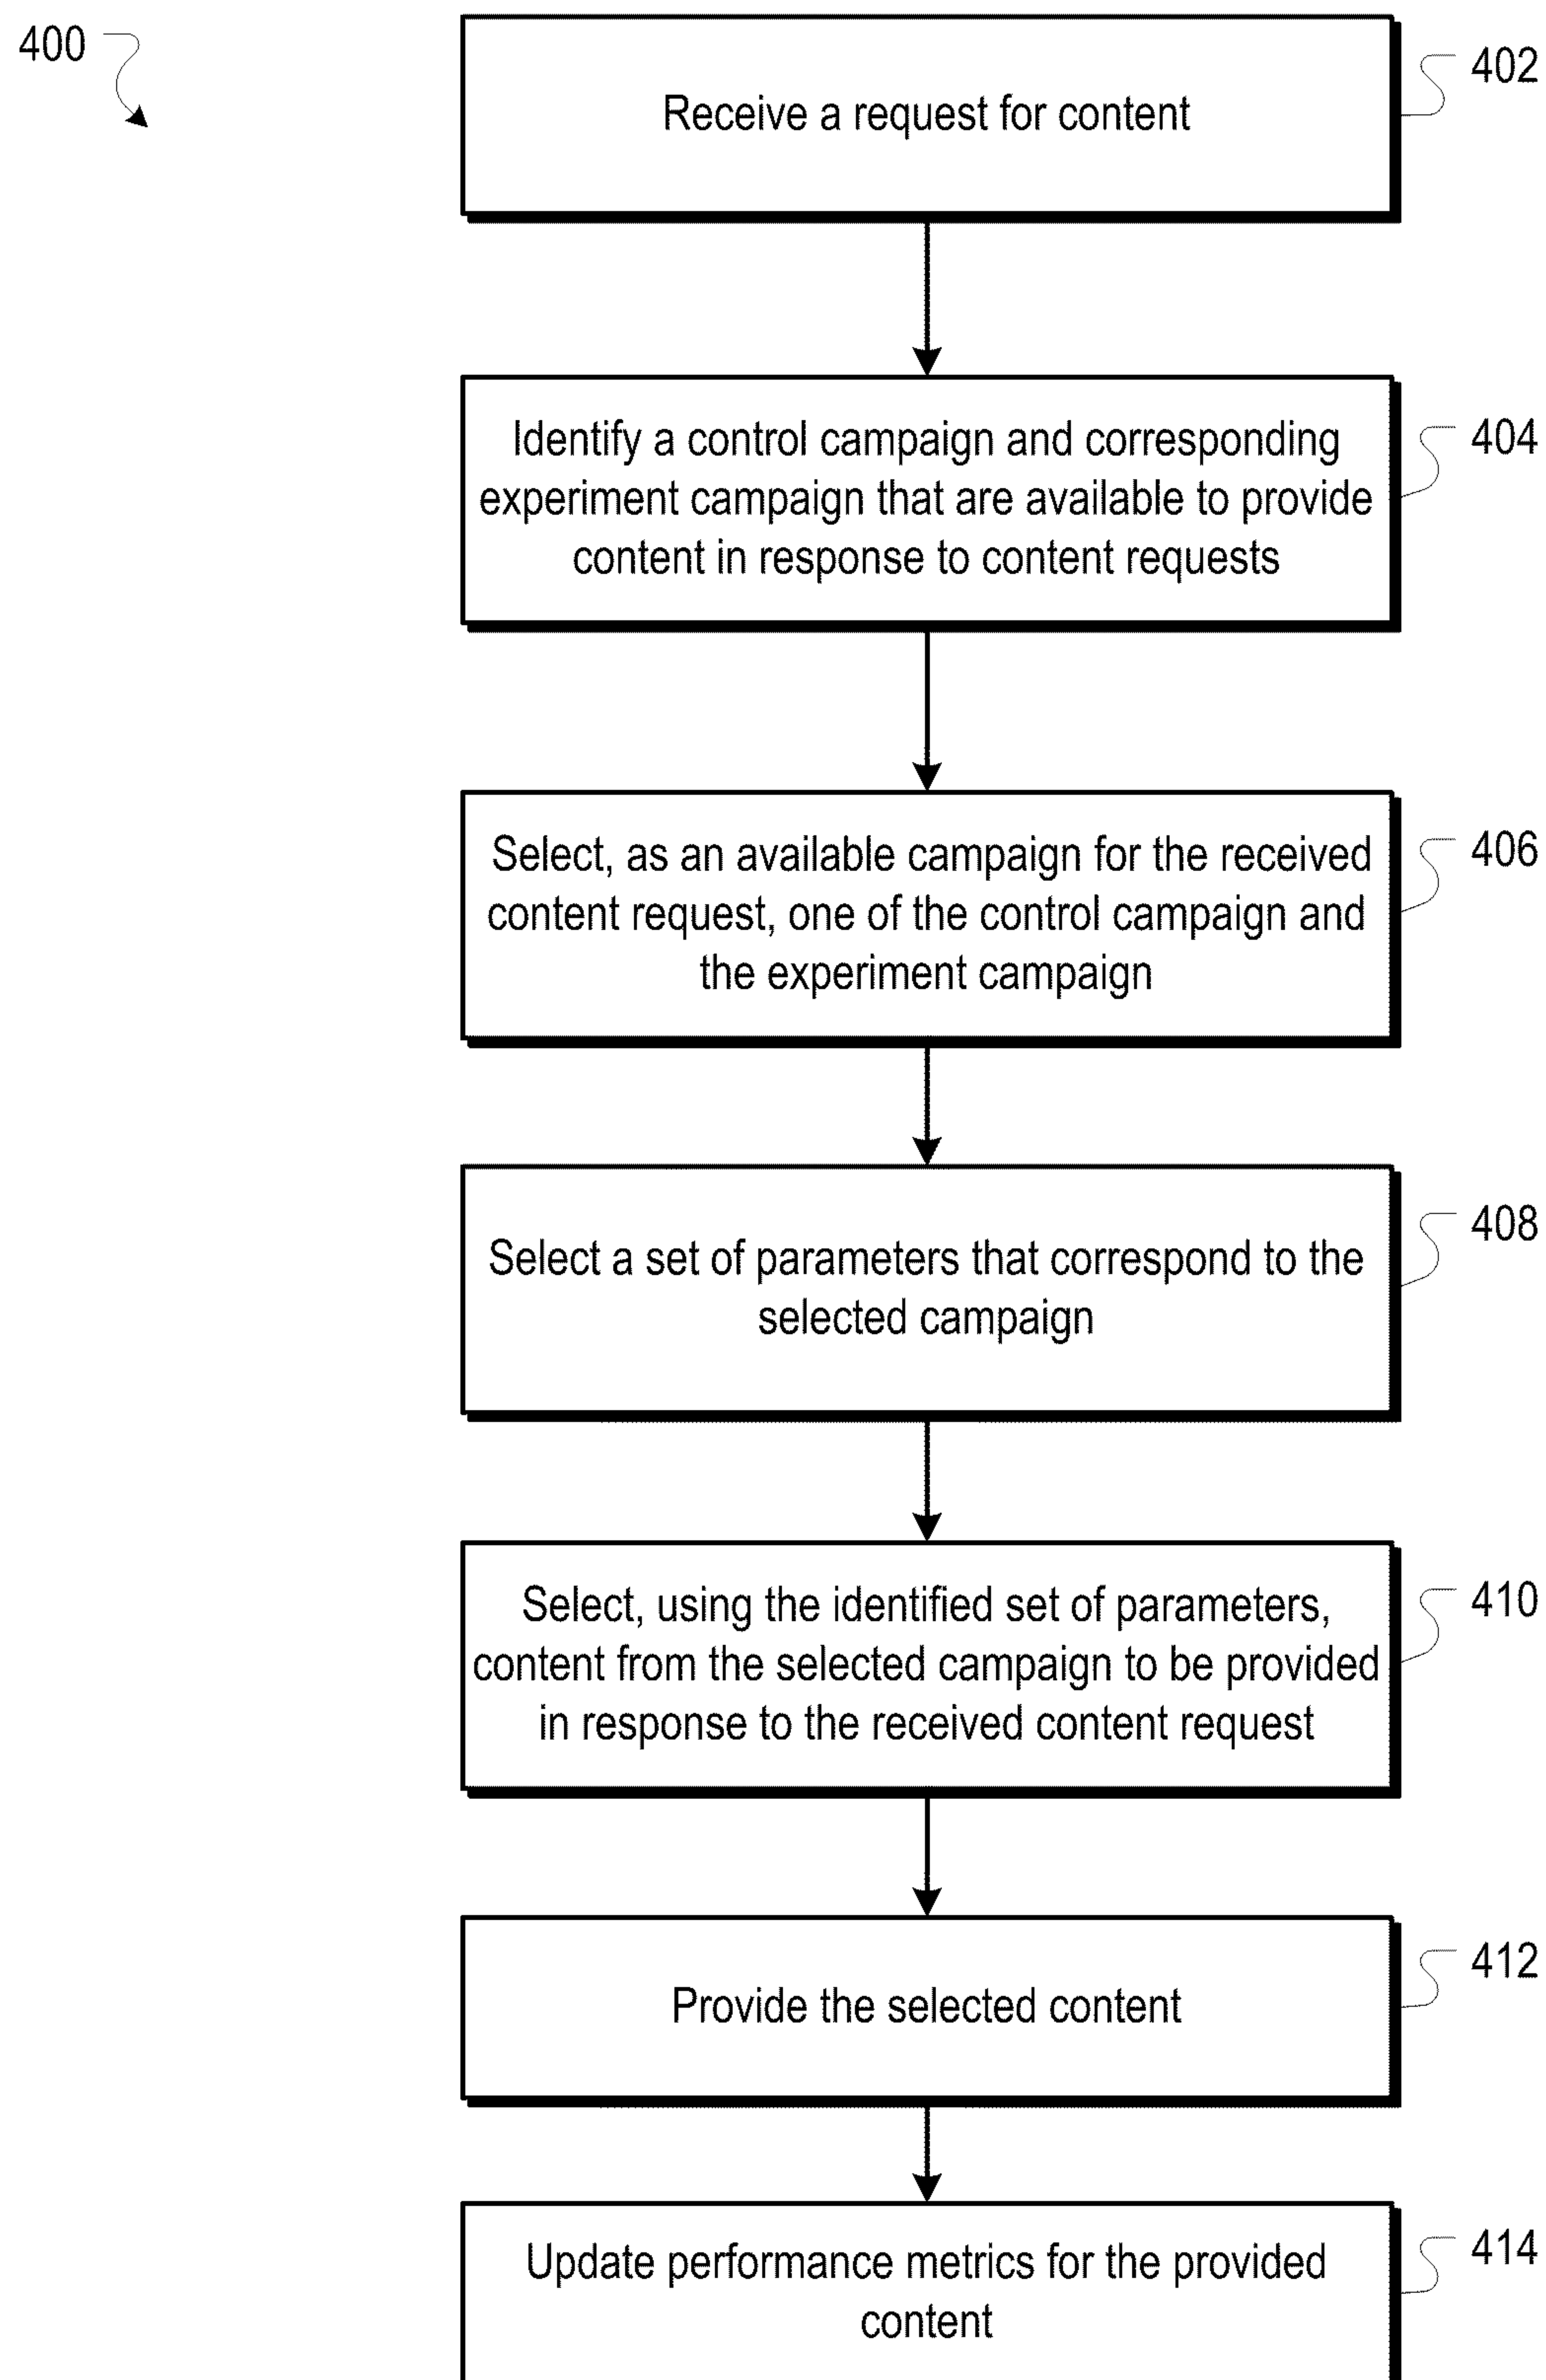 400
Receive a request for content
402
Identify a control campaign and corresponding
experiment campaign that are available to provide
content in response to content requests
404
Select, as an available campaign for the received
content request, one of the control campaign and
the experiment campaign
406
Select a set of parameters that correspond to the
selected campaign
408
Select, using the identified set of parameters,
content from the selected campaign to be provided
in response to the received content request
410
Provide the selected content
412
Update performance metrics for the provided
content
414